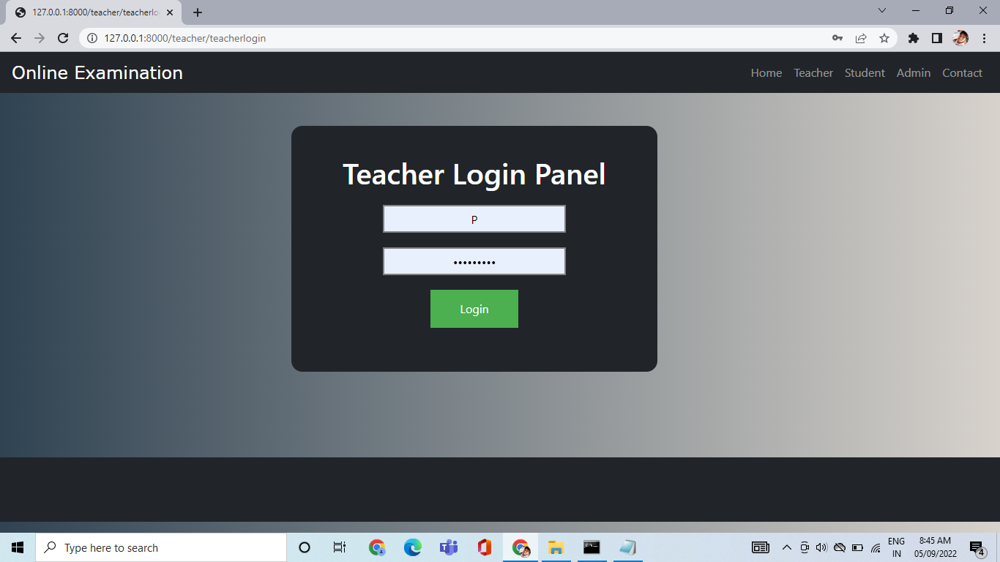 127.0.0.1:8000/teacher/teacherlo
127.0.0.1:8000/teacher/teacherlogin
Online Examination
Home Teacher Student Admin Contact
Teacher Login Panel
P
•••••••••
Login
Type here to search
ENG
IN
8:45 AM
05/09/2022
4